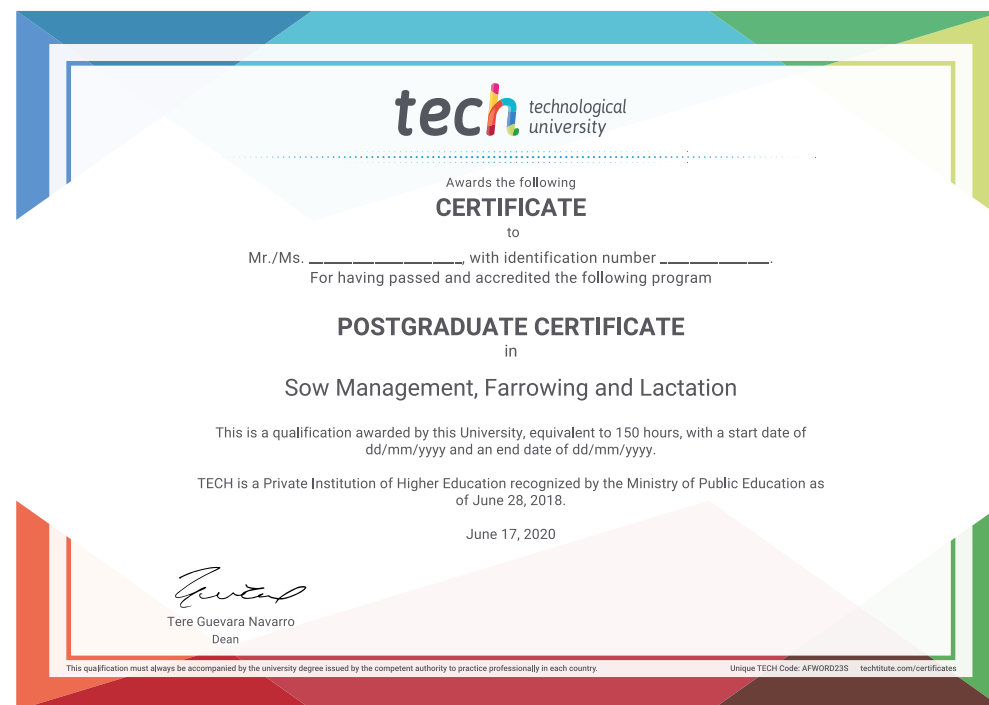 tech technological
university
Awards the following
CERTIFICATE
to
Mr./Ms. ____________________, with identification number ______________.
For having passed and accredited the following program
POSTGRADUATE CERTIFICATE
in
Sow Management, Farrowing and Lactation
This is a qualification awarded by this University, equivalent to 150 hours, with a start date of
dd/mm/yyyy and an end date of dd/mm/yyyy.
TECH is a Private Institution of Higher Education recognized by the Ministry of Public Education as
of June 28, 2018.
June 17, 2020
Tere Guevara Navarro
Dean
This qualification must always be accompanied by the university degree issued by the competent authority to practice professionally in each country.
Unique TECH Code: AFWORD23S techtitute.com/certificates